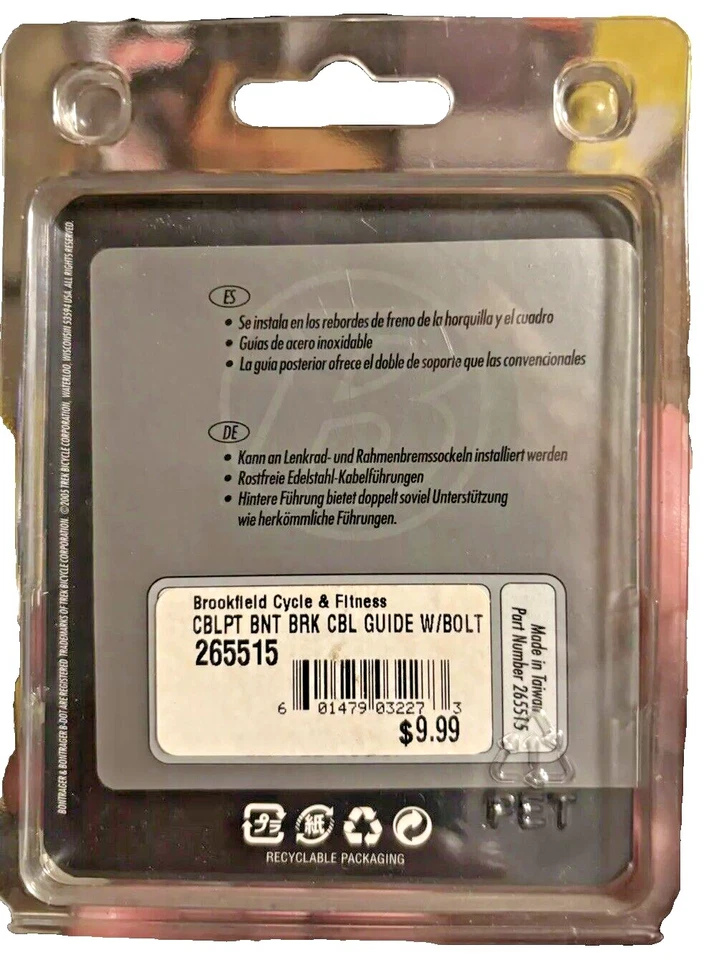 ES
• Se instala en los rebordes de freno de la horquilla y el cuadro
• Guías de acero inoxidable
• La guía posterior ofrece el doble de soporte que las convencionales
DE
• Kann an Lenkrad- und Rahmenbremssockeln installiert werden
• Rostfreie Edelstahl-Kabelführungen
• Hintere Führung bietet doppelt soviel Unterstützung
wie herkömmliche Führungen.
Brookfield Cycle & Fitness
CBLPT BNT BRK CBL GUIDE W/BOLT
265515
6 01479 03227 3
$9.99
Made in Taiwan
Part Number 265515
PET
プラ 紙
RECYCLABLE PACKAGING
BONTRAGER & BONTRAGER B-DOT ARE REGISTERED TRADEMARKS OF TREK BICYCLE CORPORATION. ©2005 TREK BICYCLE CORPORATION, WATERLOO, WISCONSIN 53594 USA. ALL RIGHTS RESERVED.